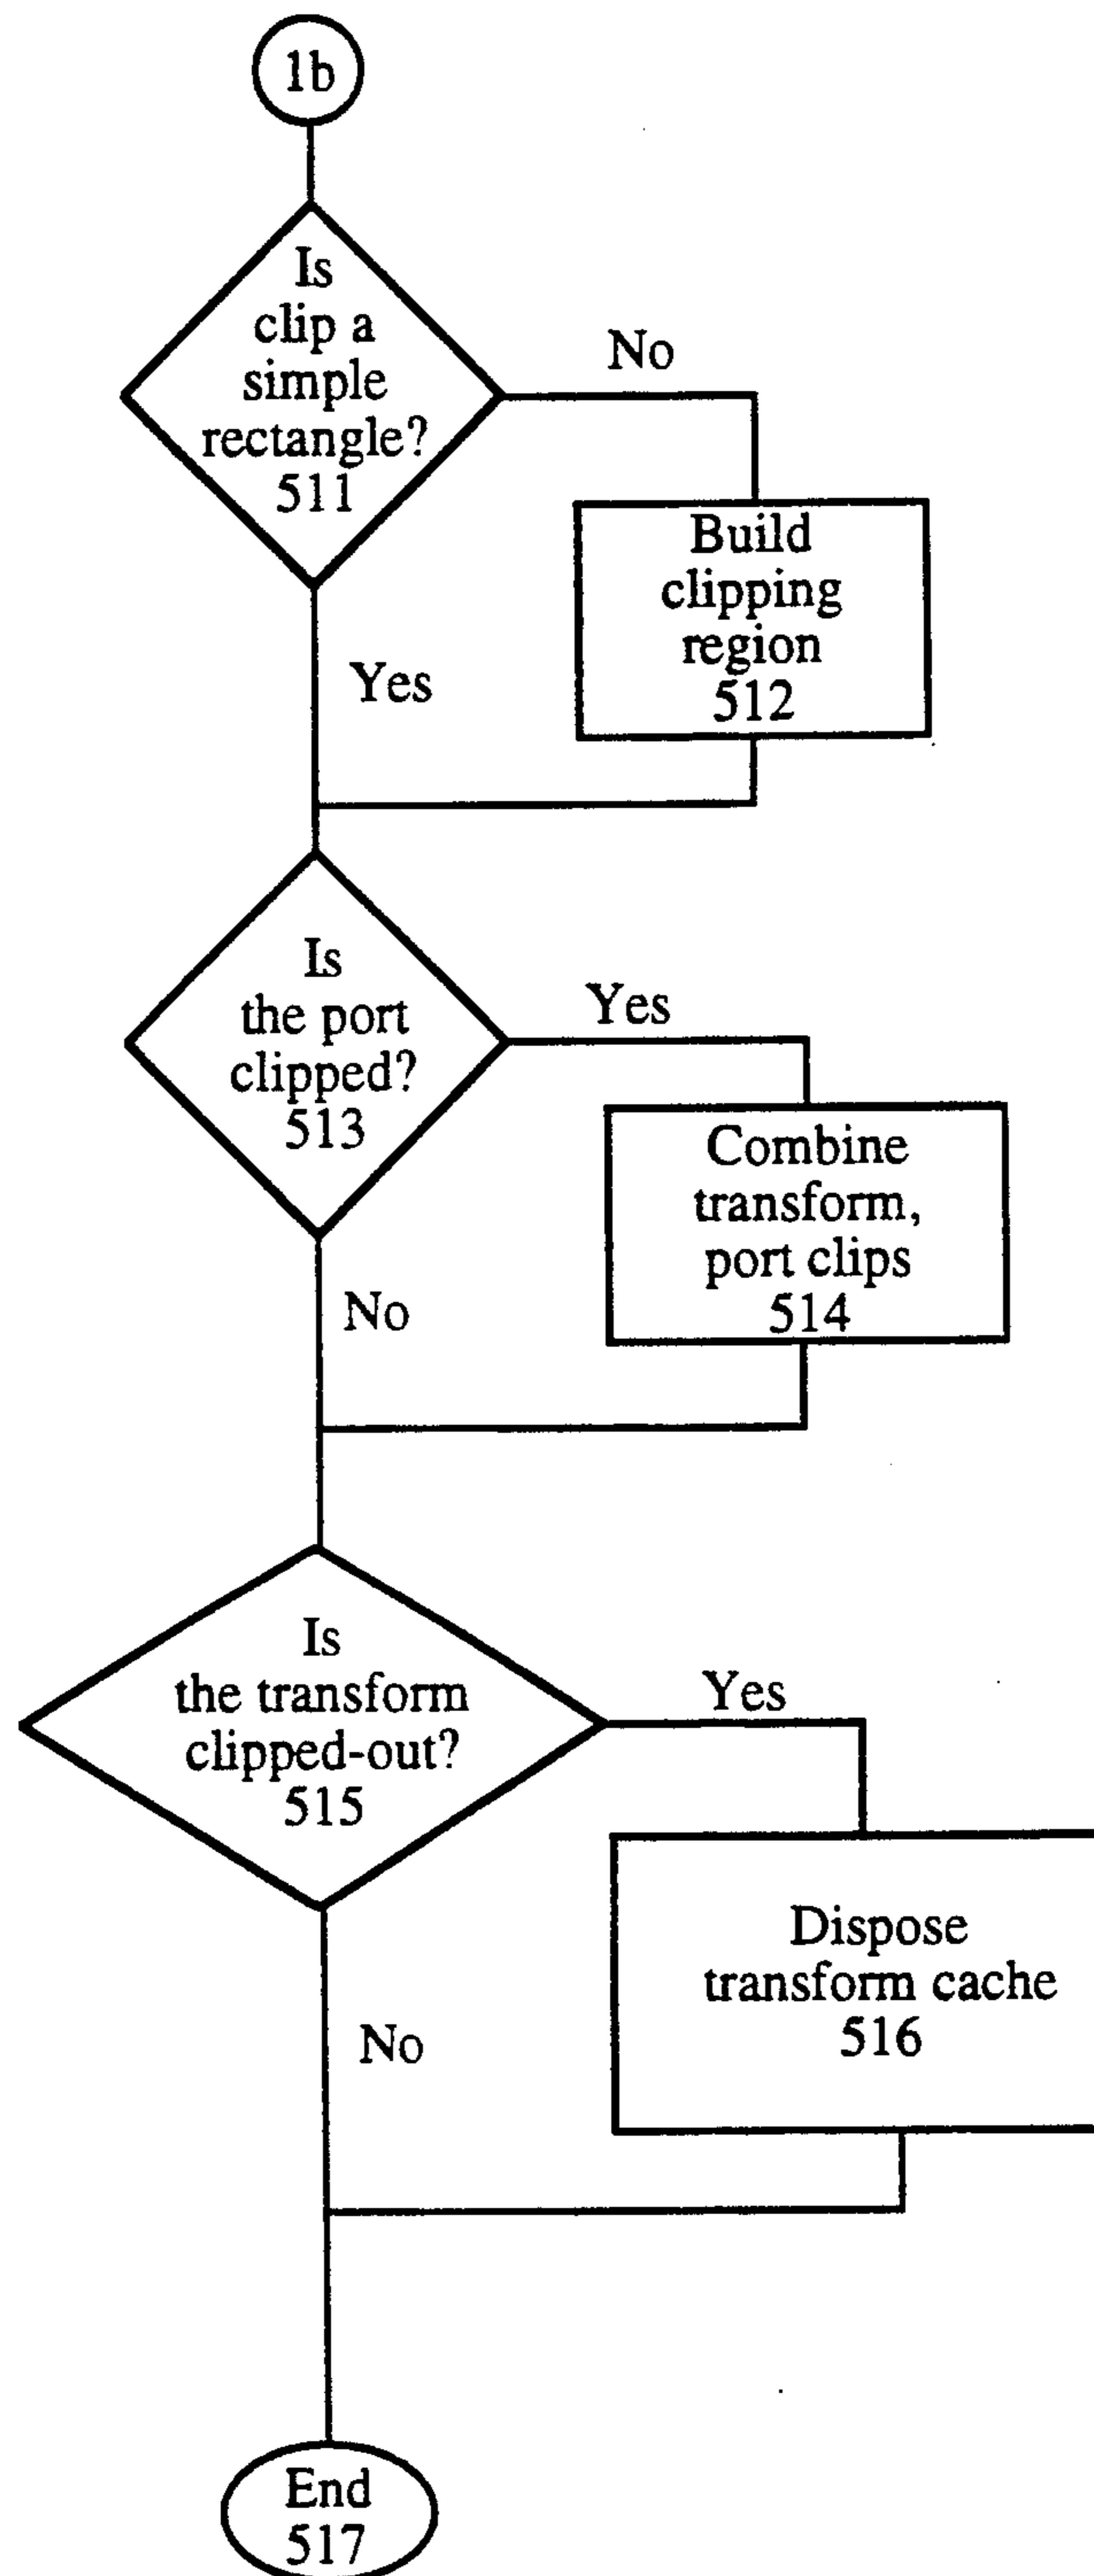 1b
Is
clip a
simple
rectangle?
511
No
Build
clipping
region
512
Yes
Is
the port
clipped?
513
Yes
Combine
transform,
port clips
514
No
Is
the transform
clipped-out?
515
Yes
Dispose
transform cache
516
No
End
517